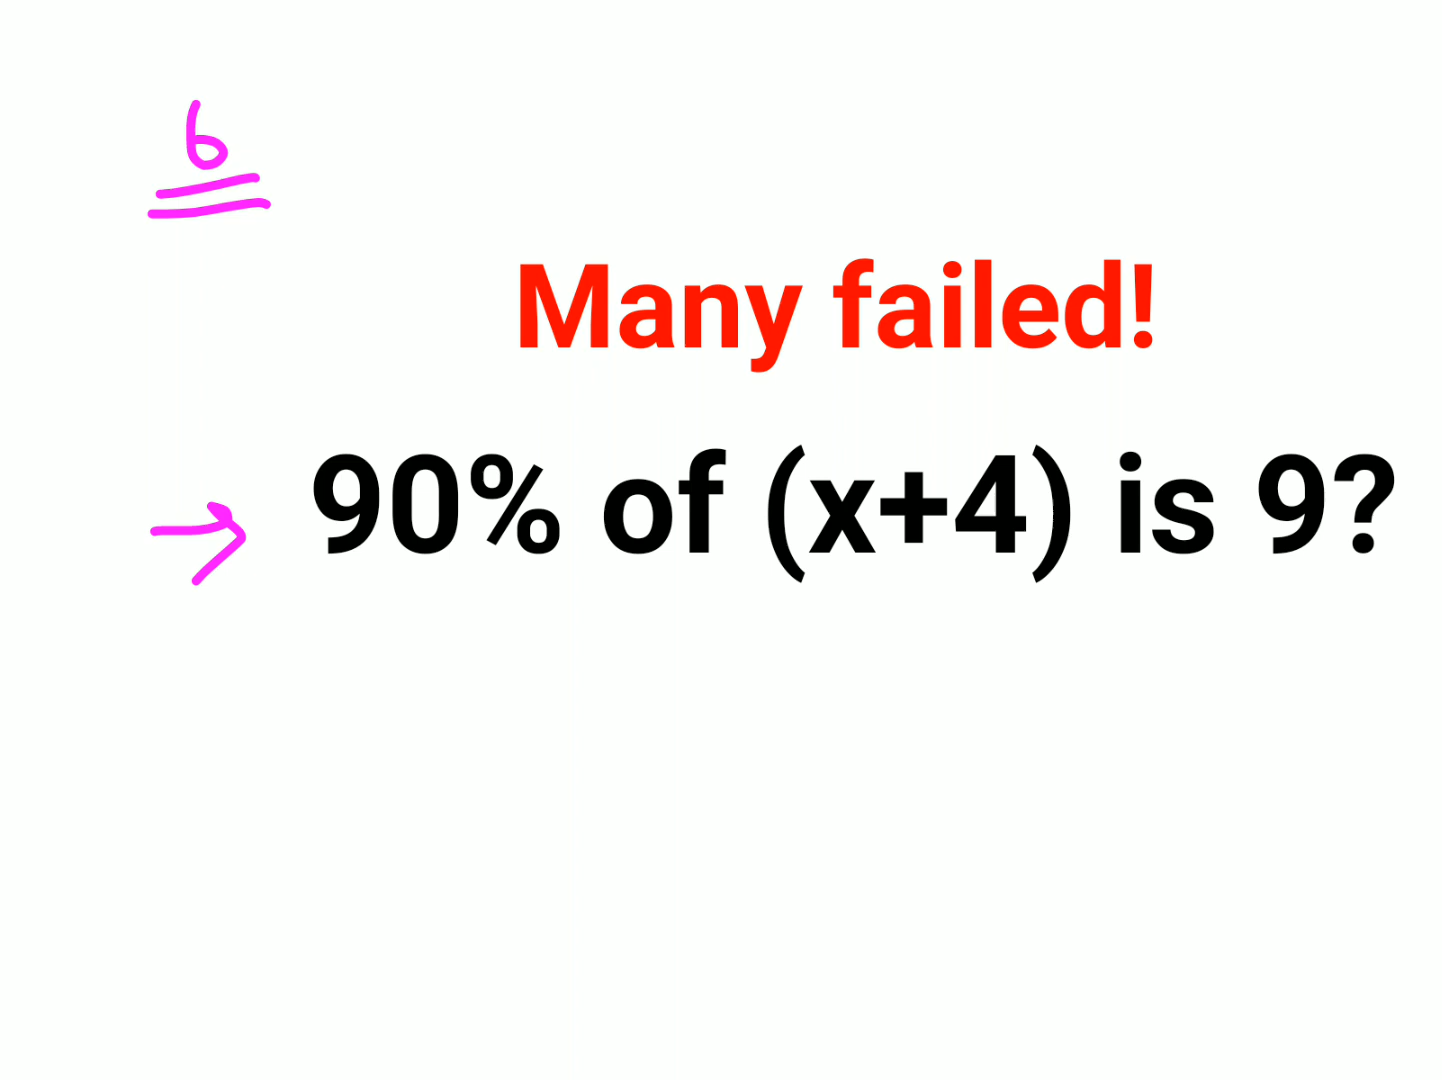 6
Many failed!
→ 90% of (x+4) is 9?